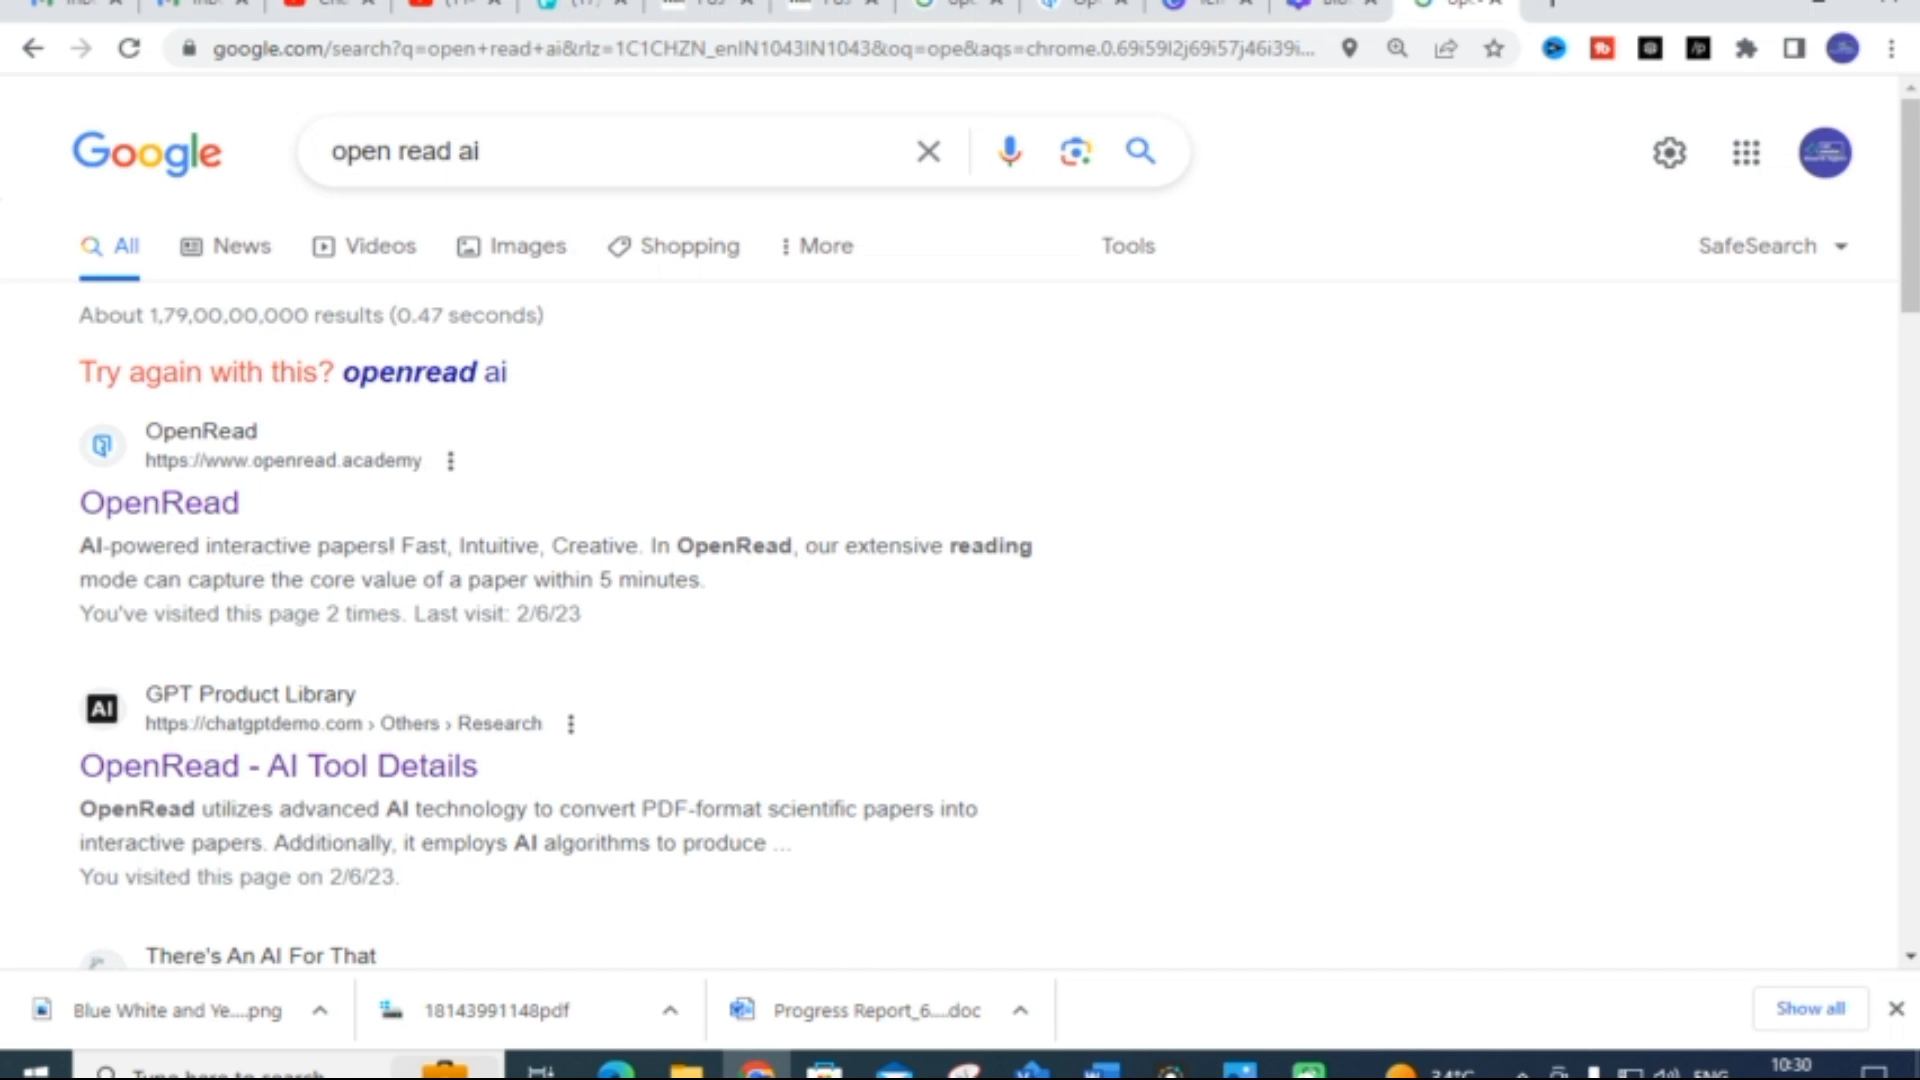 google.com/search?q=open+read+ai&rlz=1C1CHZN_enIN1043IN1043&oq=ope&aqs=chrome.0.69i59l2j69i57j46i39i...
Google
open read ai
All News Videos Images Shopping More Tools SafeSearch
About 1,79,00,00,000 results (0.47 seconds)
Try again with this? openread ai
OpenRead
https://www.openread.academy
OpenRead
AI-powered interactive papers! Fast, Intuitive, Creative. In OpenRead, our extensive reading
mode can capture the core value of a paper within 5 minutes.
You've visited this page 2 times. Last visit: 2/6/23
AI
GPT Product Library
https://chatgptdemo.com › Others › Research
OpenRead - AI Tool Details
OpenRead utilizes advanced AI technology to convert PDF-format scientific papers into
interactive papers. Additionally, it employs AI algorithms to produce ...
You visited this page on 2/6/23.
There's An AI For That
Blue White and Ye....png 18143991148pdf Progress Report_6....doc Show all
Type here to search 34°C ENG 10:30